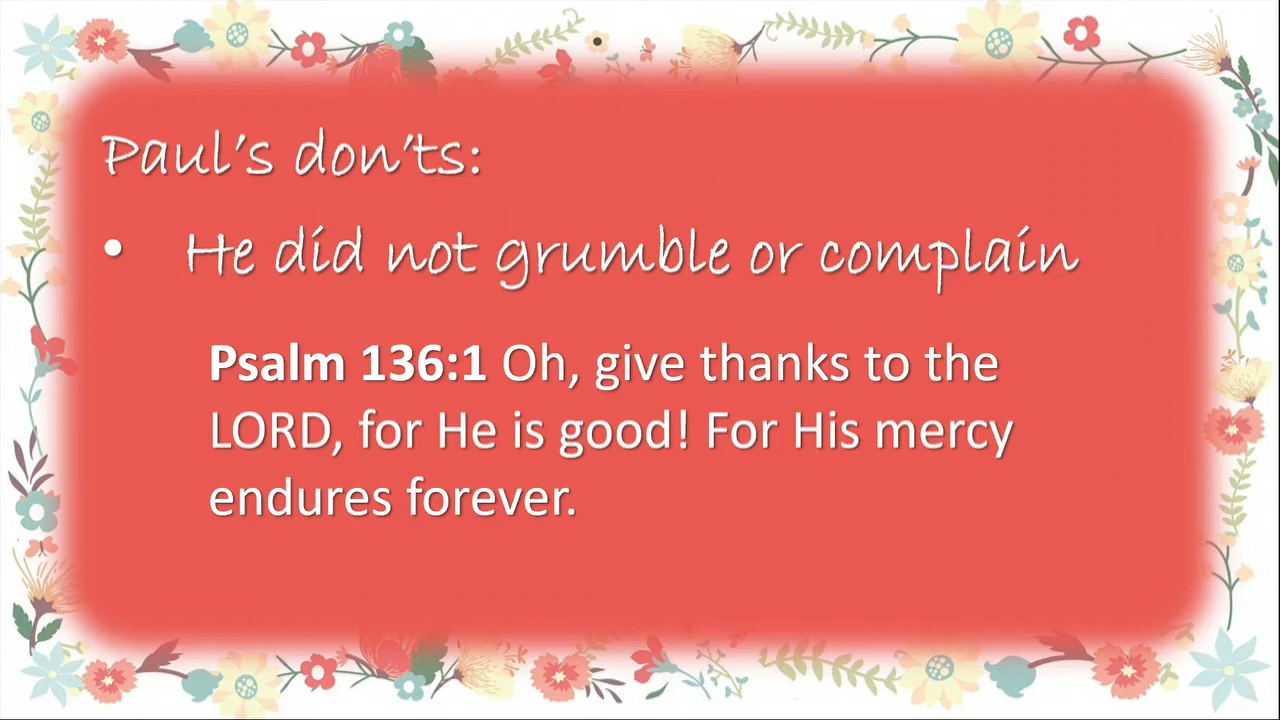 Paul’s don’ts:
• He did not grumble or complain
Psalm 136:1 Oh, give thanks to the
LORD, for He is good! For His mercy
endures forever.